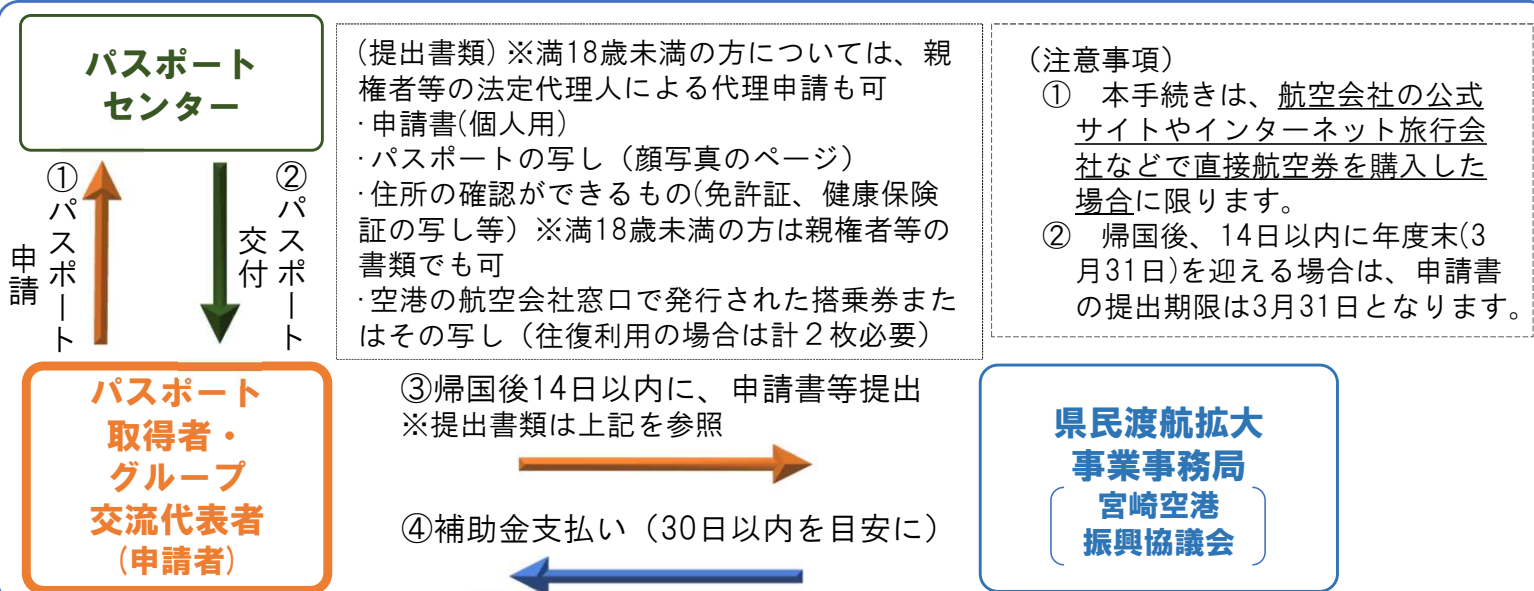 パスポート
センター
(提出書類)※満18歳未満の方については、親
権者等の法定代理人による代理申請も可
･申請書(個人用)
･パスポートの写し（顔写真のページ）
･住所の確認ができるもの(免許証、健康保険
証の写し等）※満18歳未満の方は親権者等の
書類でも可
･空港の航空会社窓口で発行された搭乗券また
はその写し（往復利用の場合は計２枚必要）
（注意事項）
①　本手続きは、航空会社の公式
サイトやインターネット旅行会
社などで直接航空券を購入した
場合に限ります。
②　帰国後、14日以内に年度末(3
月31日)を迎える場合は、申請書
の提出期限は3月31日となります。
①パスポート
申請
②パスポート
交付
パスポート
取得者・
グループ
交流代表者
(申請者)
③帰国後14日以内に、申請書等提出
※提出書類は上記を参照
④補助金支払い（30日以内を目安に）
県民渡航拡大
事業事務局
宮崎空港
振興協議会